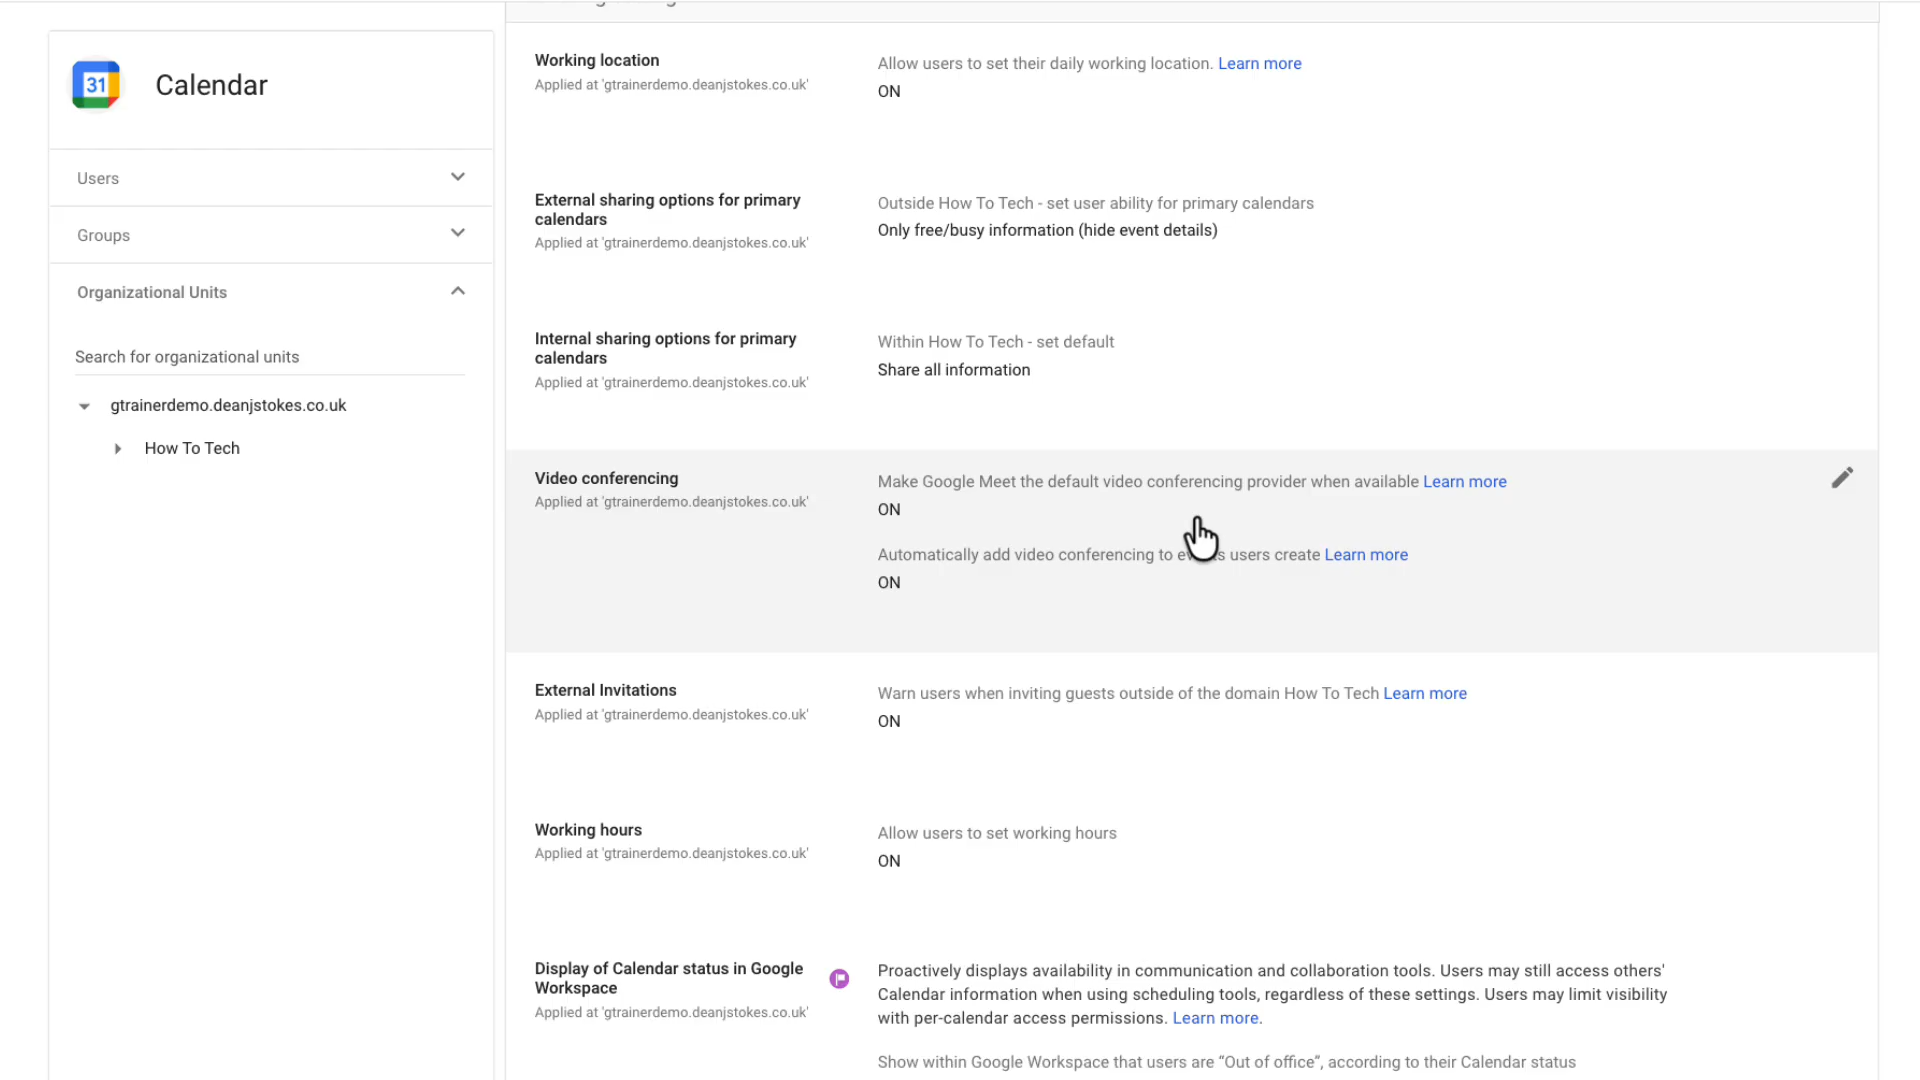 31
Calendar
Users
Groups
Organizational Units
Search for organizational units
gtrainerdemo.deanjstokes.co.uk
How To Tech
Working location
Applied at 'gtrainerdemo.deanjstokes.co.uk'
Allow users to set their daily working location. Learn more
ON
External sharing options for primary
calendars
Applied at 'gtrainerdemo.deanjstokes.co.uk'
Outside How To Tech - set user ability for primary calendars
Only free/busy information (hide event details)
Internal sharing options for primary
calendars
Applied at 'gtrainerdemo.deanjstokes.co.uk'
Within How To Tech - set default
Share all information
Video conferencing
Applied at 'gtrainerdemo.deanjstokes.co.uk'
Make Google Meet the default video conferencing provider when available Learn more
ON
Automatically add video conferencing to events users create Learn more
ON
External Invitations
Applied at 'gtrainerdemo.deanjstokes.co.uk'
Warn users when inviting guests outside of the domain How To Tech Learn more
ON
Working hours
Applied at 'gtrainerdemo.deanjstokes.co.uk'
Allow users to set working hours
ON
Display of Calendar status in Google
Workspace
Applied at 'gtrainerdemo.deanjstokes.co.uk'
Proactively displays availability in communication and collaboration tools. Users may still access others'
Calendar information when using scheduling tools, regardless of these settings. Users may limit visibility
with per-calendar access permissions. Learn more.
Show within Google Workspace that users are “Out of office”, according to their Calendar status